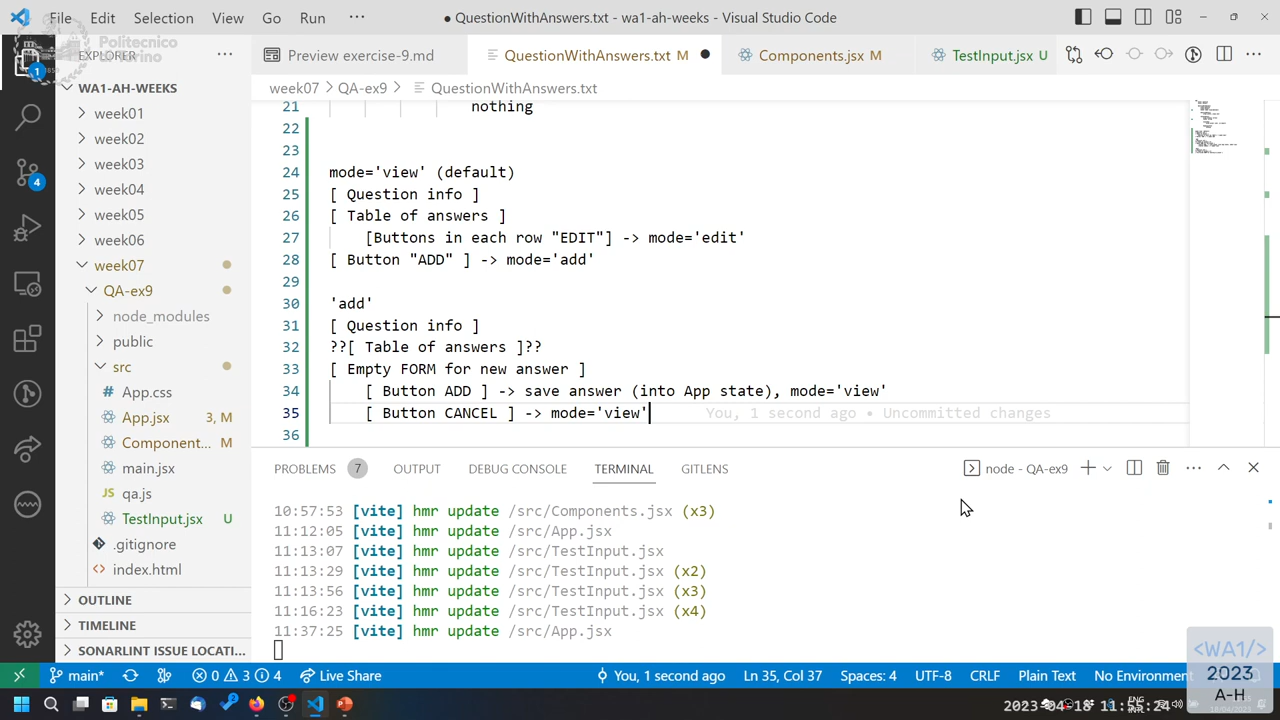 File Edit Selection View Go Run ··· ● QuestionWithAnswers.txt - wa1-ah-weeks - Visual Studio Code
Politecnico
di Torino
EXPLORER ···
Preview exercise-9.md QuestionWithAnswers.txt M ● Components.jsx M TestInput.jsx U
WA1-AH-WEEKS
week01
week02
week03
week04
week05
week06
week07
QA-ex9
node_modules
public
src
App.css
App.jsx 3, M
Component... M
main.jsx
qa.js
TestInput.jsx U
.gitignore
index.html
OUTLINE
TIMELINE
SONARLINT ISSUE LOCATI...
1
4
week07 > QA-ex9 > QuestionWithAnswers.txt
21 nothing
22
23
24 mode='view' (default)
25 [ Question info ]
26 [ Table of answers ]
27 [Buttons in each row "EDIT"] -> mode='edit'
28 [ Button "ADD" ] -> mode='add'
29
30 'add'
31 [ Question info ]
32 ??[ Table of answers ]??
33 [ Empty FORM for new answer ]
34 [ Button ADD ] -> save answer (into App state), mode='view'
35 [ Button CANCEL ] -> mode='view' You, 1 second ago • Uncommitted changes
36
PROBLEMS 7 OUTPUT DEBUG CONSOLE TERMINAL GITLENS node - QA-ex9
10:57:53 [vite] hmr update /src/Components.jsx (x3)
11:12:05 [vite] hmr update /src/App.jsx
11:13:07 [vite] hmr update /src/TestInput.jsx
11:13:29 [vite] hmr update /src/TestInput.jsx (x2)
11:13:56 [vite] hmr update /src/TestInput.jsx (x3)
11:16:23 [vite] hmr update /src/TestInput.jsx (x4)
11:37:25 [vite] hmr update /src/App.jsx
<WA1/>
2023
A-H
main* 0 3 4 Live Share You, 1 second ago Ln 35, Col 37 Spaces: 4 UTF-8 CRLF Plain Text No Environment
ENG